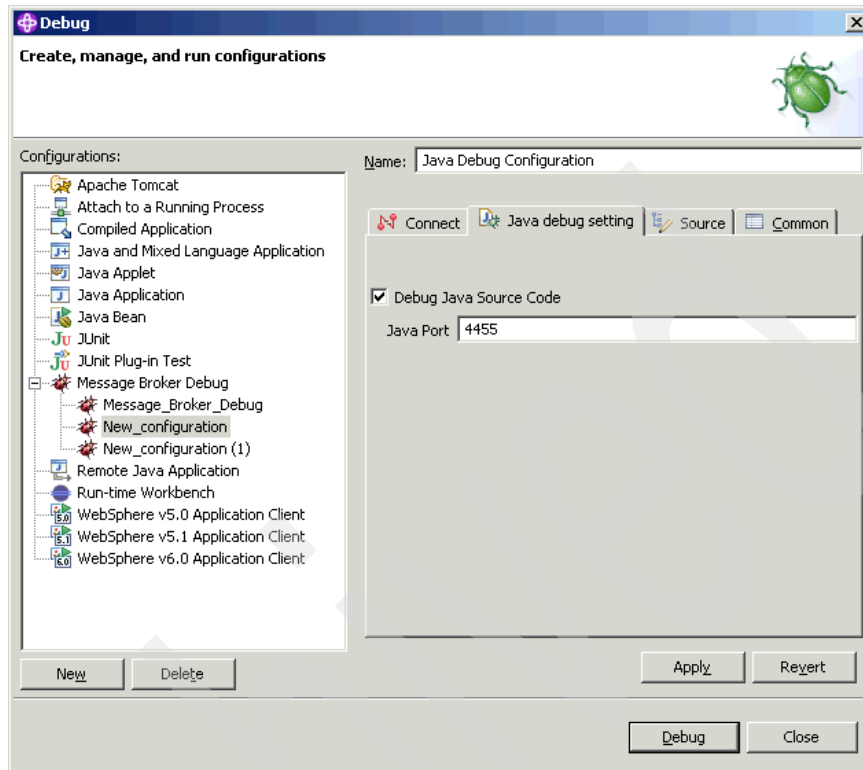 Debug
Create, manage, and run configurations
Configurations:
Apache Tomcat
Attach to a Running Process
Compiled Application
Java and Mixed Language Application
Java Applet
Java Application
Java Bean
JUnit
JUnit Plug-in Test
Message Broker Debug
Message_Broker_Debug
New_configuration
New_configuration (1)
Remote Java Application
Run-time Workbench
WebSphere v5.0 Application Client
WebSphere v5.1 Application Client
WebSphere v6.0 Application Client
New Delete
Name: Java Debug Configuration
Connect Java debug setting Source Common
Debug Java Source Code
Java Port 4455
Apply Revert
Debug Close